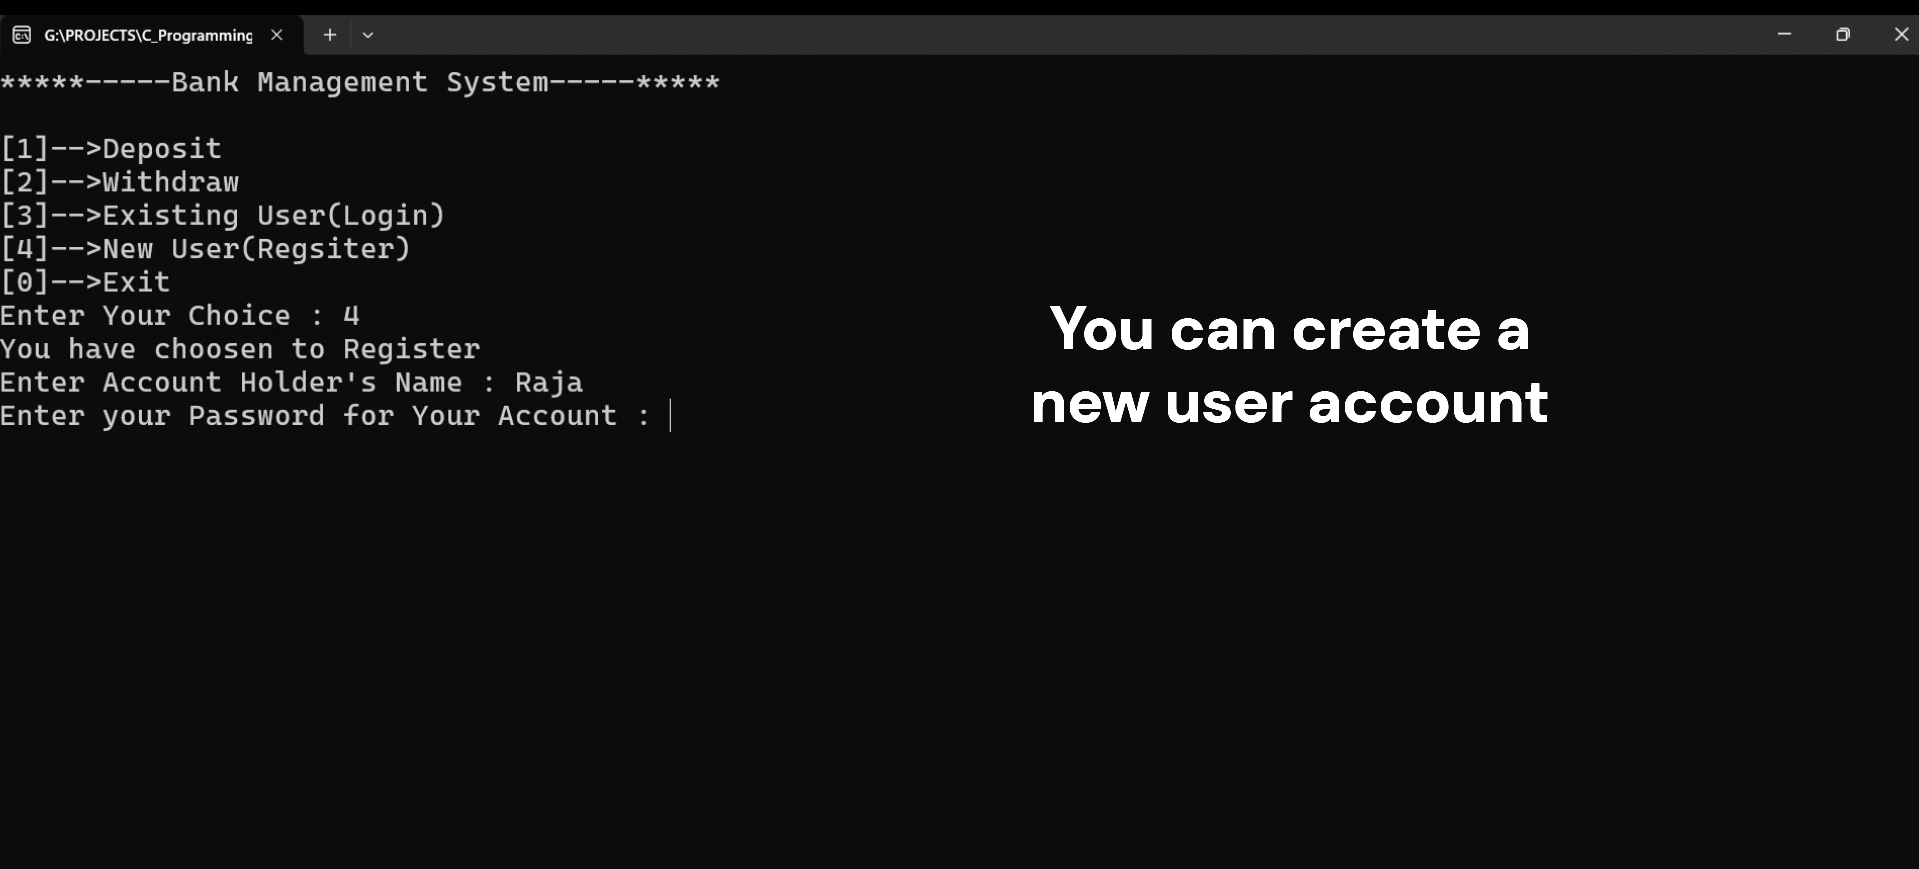 G:\PROJECTS\C_Programming
*****-----Bank Management System-----*****
[1]-->Deposit
[2]-->Withdraw
[3]-->Existing User(Login)
[4]-->New User(Regsiter)
[0]-->Exit
Enter Your Choice : 4
You have choosen to Register
Enter Account Holder's Name : Raja
Enter your Password for Your Account :
You can create a
new user account